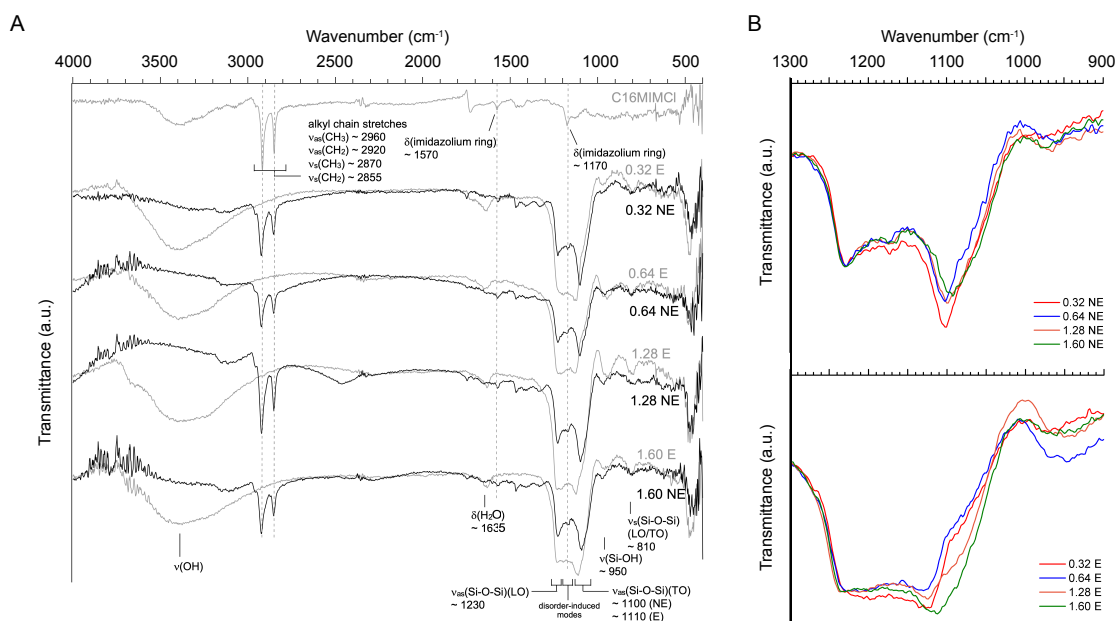 A
Wavenumber (cm-1)
4000 3000 2000 1000 500
Transmittance (a.u.)
C16MIMCl
alkyl chain stretches
νas(CH3) ~ 2960
νas(CH2) ~ 2920
νs(CH3) ~ 2870
νs(CH2) ~ 2855
δ(imidazolium ring)
~ 1570
δ(imidazolium ring)
~ 1170
0.32 E
0.32 NE
0.64 E
0.64 NE
1.28 E
1.28 NE
1.60 E
1.60 NE
ν(OH)
δ(H2O)
~ 1635
νs(Si-O-Si)
(LO/TO)
~ 810
ν(Si-OH)
~ 950
νas(Si-O-Si)(LO)
~ 1230
disorder-induced
modes
νas(Si-O-Si)(TO)
~ 1100 (NE)
~ 1110 (E)
B
Wavenumber (cm-1)
1300 1200 1100 1000 900
Transmittance (a.u.)
0.32 NE
0.64 NE
1.28 NE
1.60 NE
Transmittance (a.u.)
0.32 E
0.64 E
1.28 E
1.60 E